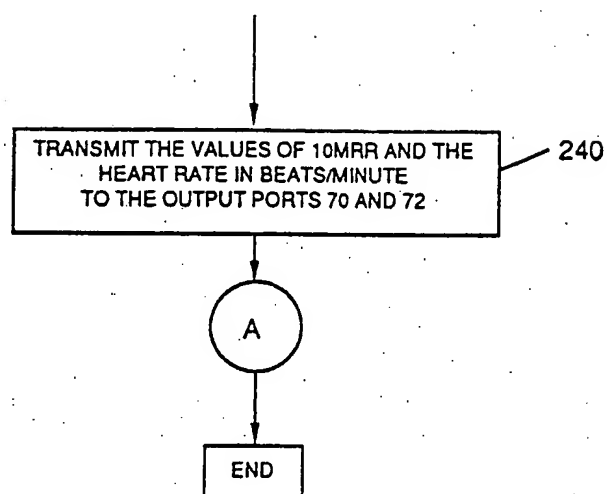 TRANSMIT THE VALUES OF 10MRR AND THE
HEART RATE IN BEATS/MINUTE
TO THE OUTPUT PORTS 70 AND 72
240
A
END